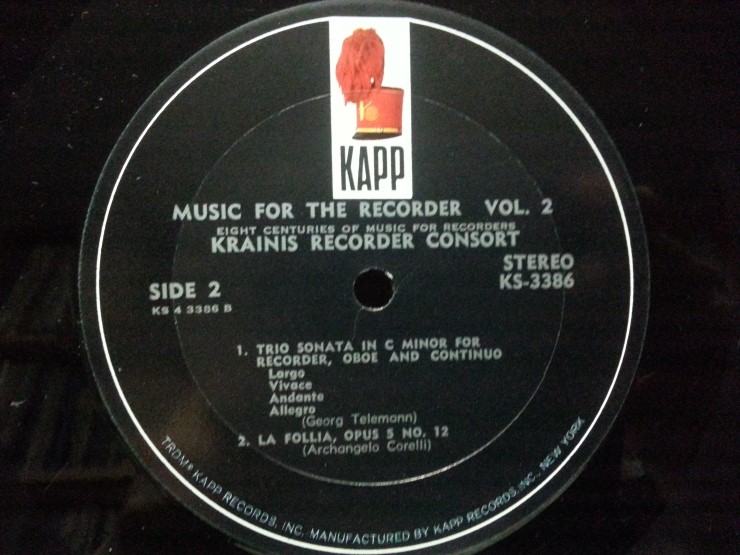 KAPP
MUSIC FOR THE RECORDER VOL. 2
EIGHT CENTURIES OF MUSIC FOR RECORDERS
KRAINIS RECORDER CONSORT
STEREO
KS-3386
SIDE 2
KS 4 3386 B
1. TRIO SONATA IN C MINOR FOR
RECORDER, OBOE AND CONTINUO
Largo
Vivace
Andante
Allegro
(Georg Telemann)
2. LA FOLLIA, OPUS 5 NO. 12
(Archangelo Corelli)
TRDM® KAPP RECORDS, INC. MANUFACTURED BY KAPP RECORDS, INC. NEW YORK